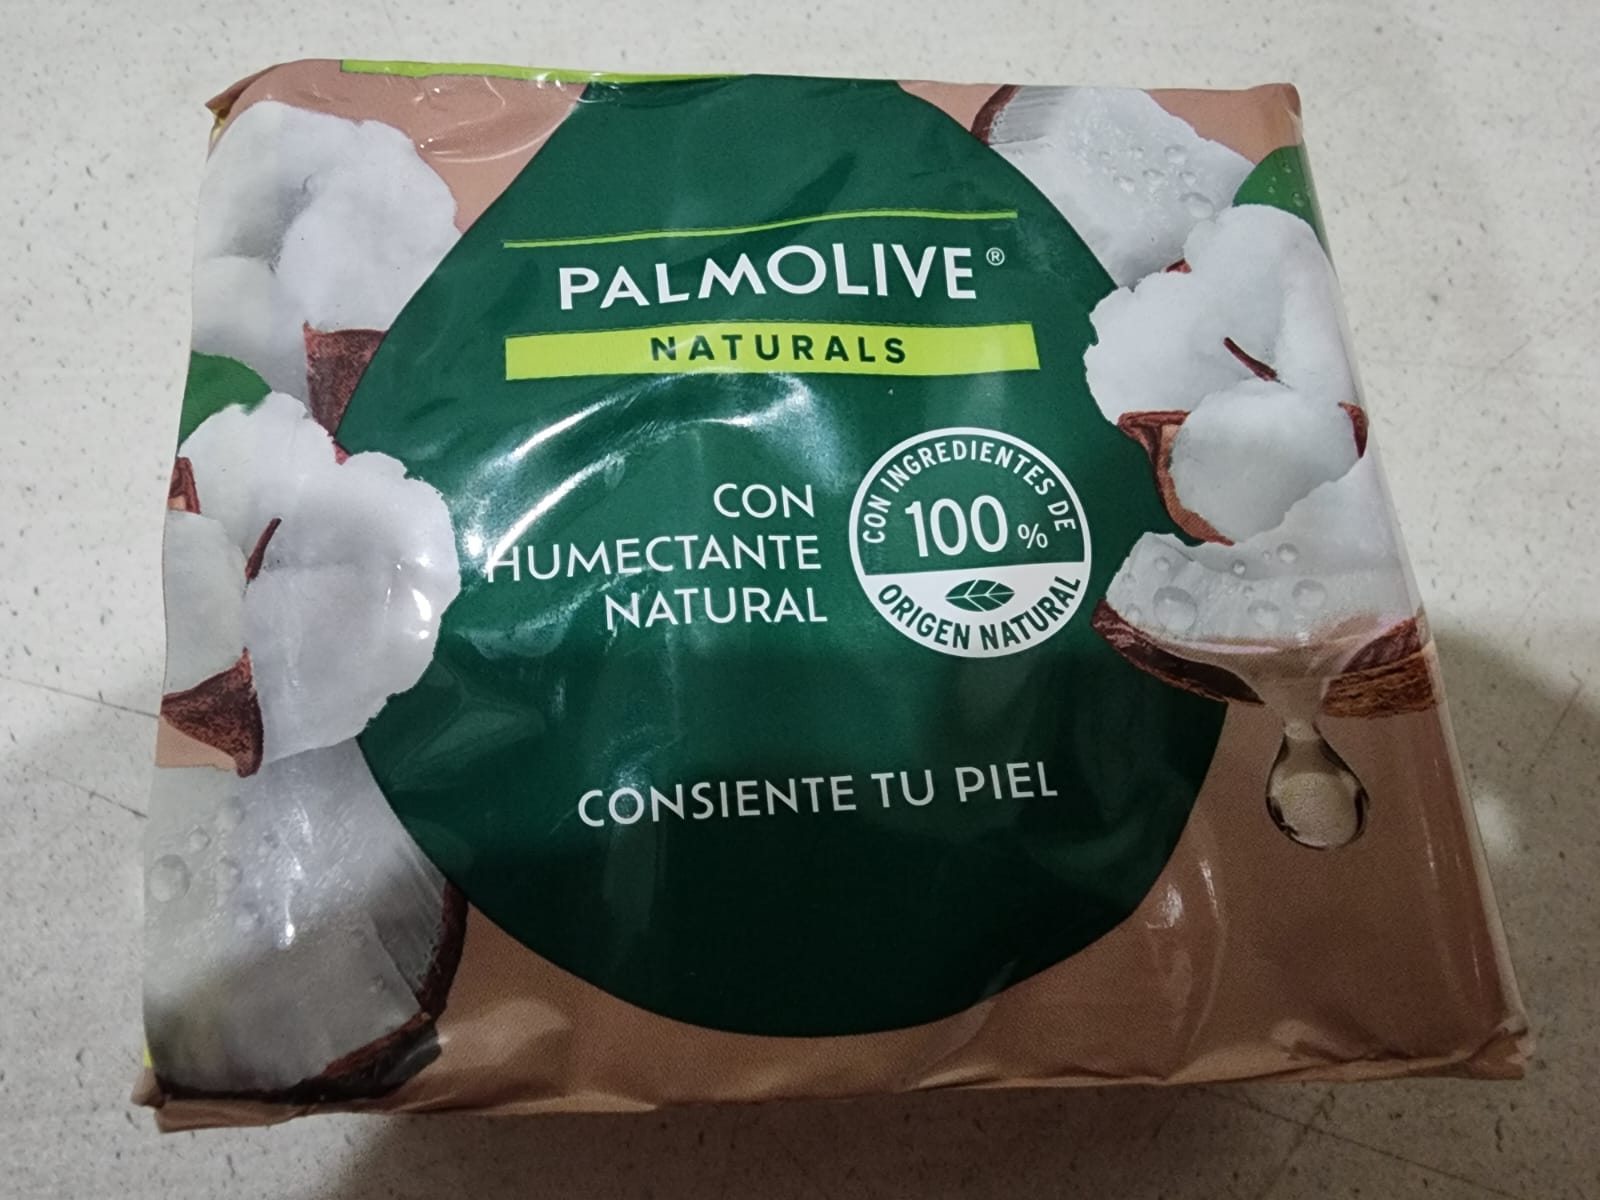 PALMOLIVE®
NATURALS
CON
HUMECTANTE
NATURAL
CON INGREDIENTES DE
100%
ORIGEN NATURAL
CONSIENTE TU PIEL